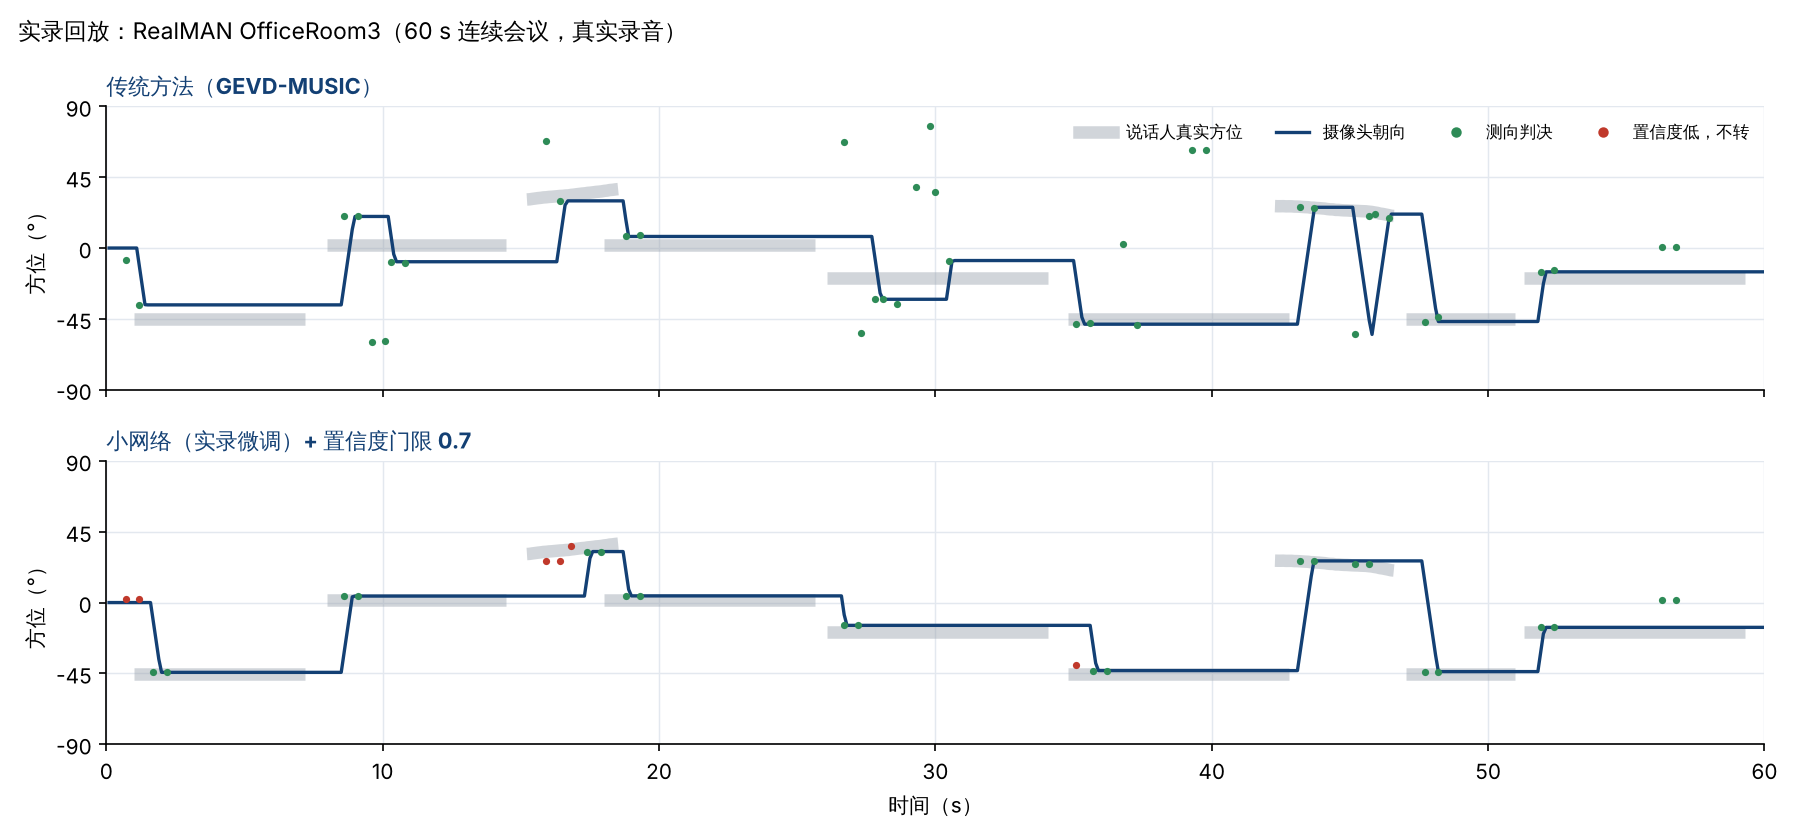 实录回放：RealMAN OfficeRoom3（60 s 连续会议，真实录音）
传统方法（GEVD-MUSIC）
90
45
0
-45
-90
方位（°）
说话人真实方位
摄像头朝向
测向判决
置信度低，不转
小网络（实录微调）+ 置信度门限 0.7
90
45
0
-45
-90
方位（°）
0 10 20 30 40 50 60
时间（s）